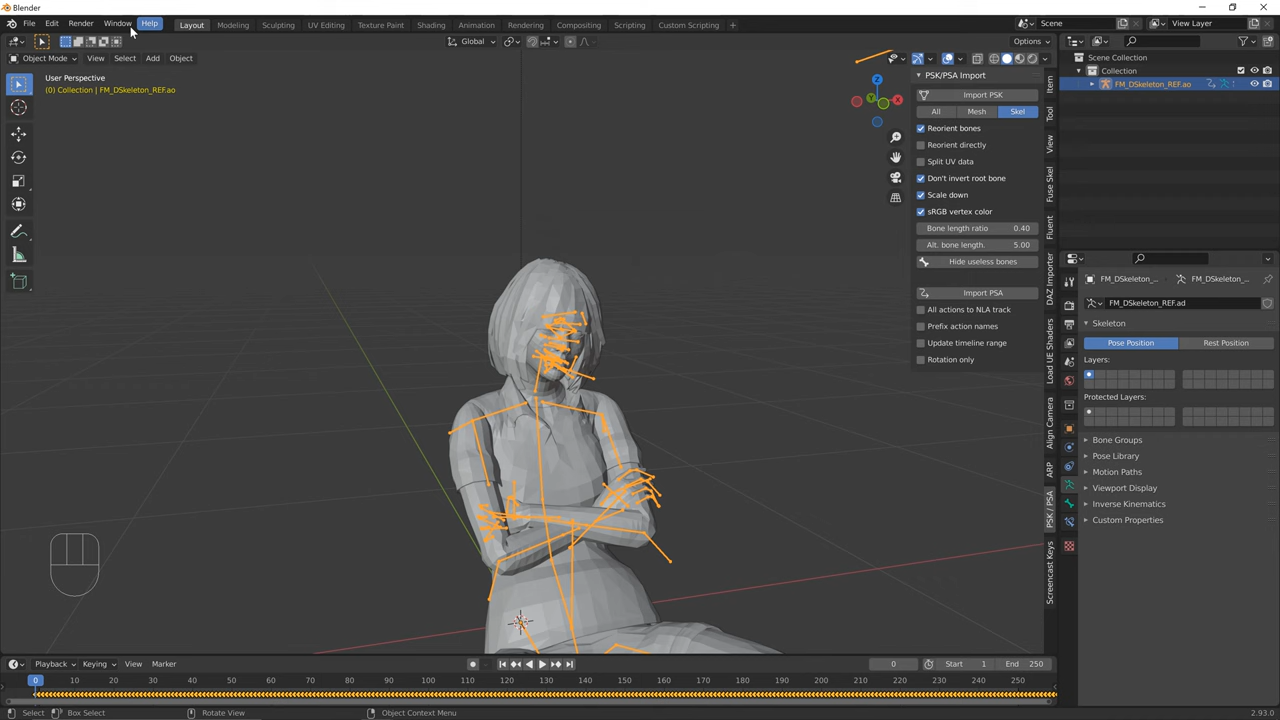 Blender
File Edit Render Window Help Layout Modeling Sculpting UV Editing Texture Paint Shading Animation Rendering Compositing Scripting Custom Scripting + Scene View Layer
Global Options
Object Mode View Select Add Object
User Perspective
(0) Collection | FM_DSkeleton_REF.ao
Z
Y
X
PSK/PSA Import
Import PSK
All Mesh Skel
Reorient bones
Reorient directly
Split UV data
Don't invert root bone
Scale down
sRGB vertex color
Bone length ratio 0.40
Alt. bone length. 5.00
Hide useless bones
Import PSA
All actions to NLA track
Prefix action names
Update timeline range
Rotation only
Item
Tool
View
Fuse Skel
Fluent
DAZ Importer
Load UE Shaders
Align Camera
ARP
PSK / PSA
Screencast Keys
Scene Collection
Collection
FM_DSkeleton_REF.ao
FM_DSkeleton_... FM_DSkeleton_...
FM_DSkeleton_REF.ad
Skeleton
Pose Position Rest Position
Layers:
Protected Layers:
Bone Groups
Pose Library
Motion Paths
Viewport Display
Inverse Kinematics
Custom Properties
Playback Keying View Marker 0 Start 1 End 250
0 10 20 30 40 50 60 70 80 90 100 110 120 130 140 150 160 170 180 190 200 210 220 230 240 250
Select Box Select Rotate View Object Context Menu 2.93.0